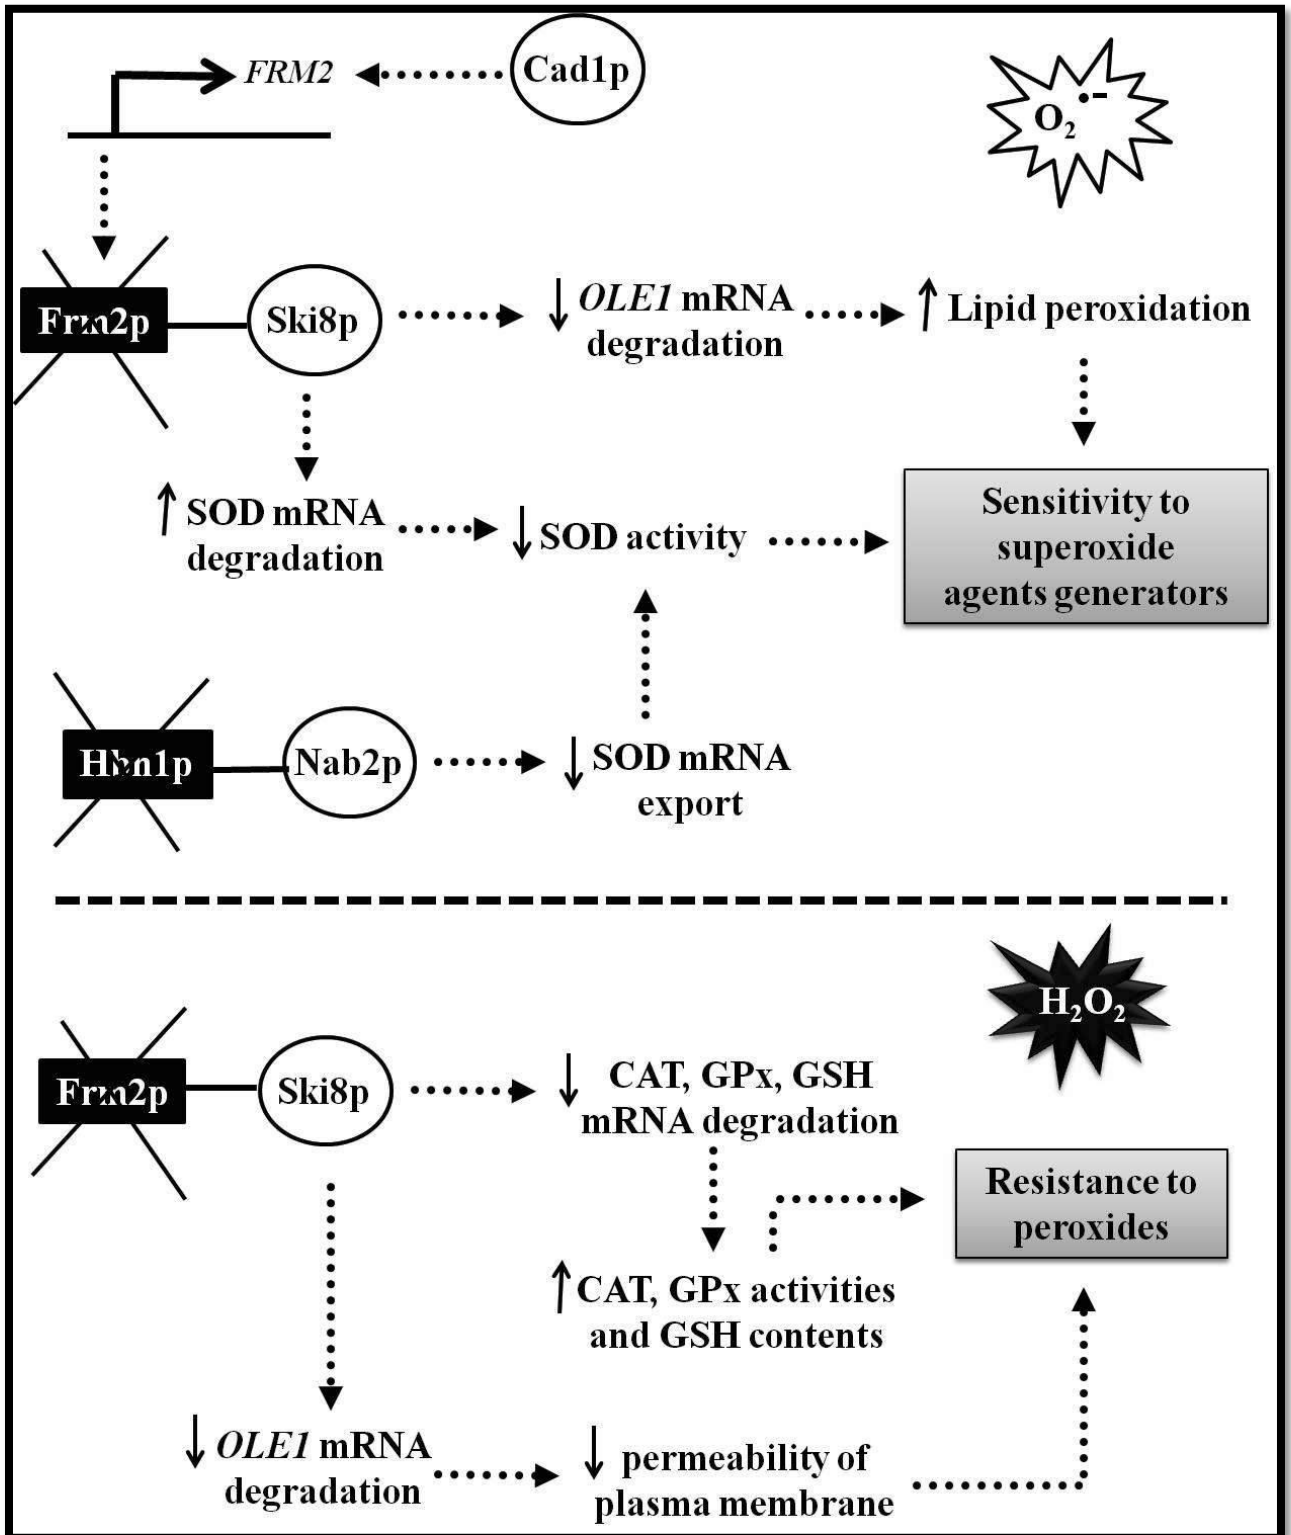 FRM2
Cad1p
O₂•−
Frm2p
Ski8p
↓ OLE1 mRNA
degradation
↑ Lipid peroxidation
↑ SOD mRNA
degradation
↓ SOD activity
Sensitivity to
superoxide
agents generators
Hbn1p
Nab2p
↓ SOD mRNA
export
H₂O₂
Frm2p
Ski8p
↓ CAT, GPx, GSH
mRNA degradation
Resistance to
peroxides
↑ CAT, GPx activities
and GSH contents
↓ OLE1 mRNA
degradation
↓ permeability of
plasma membrane